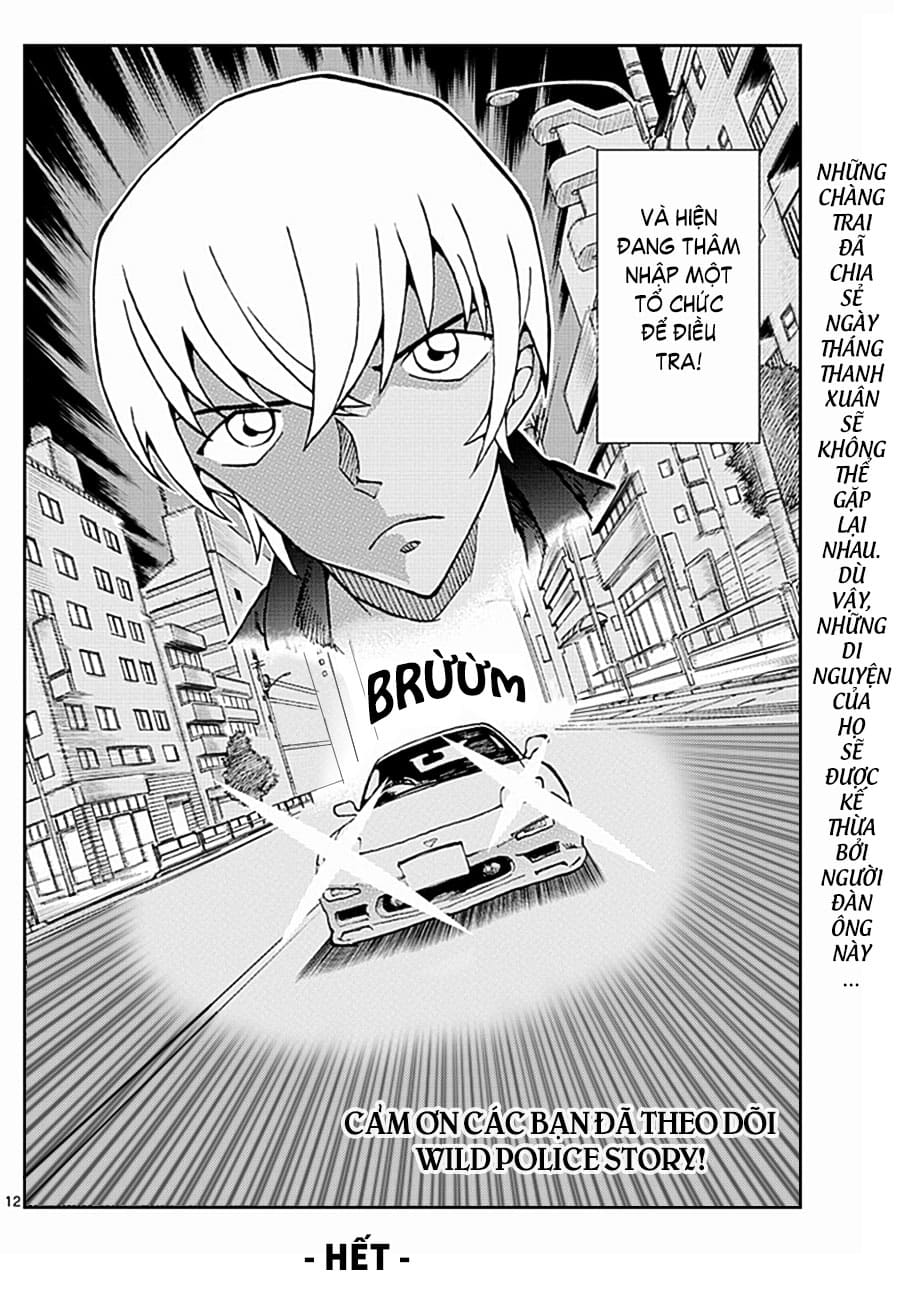 VÀ HIỆN
ĐANG THÂM
NHẬP MỘT
TỔ CHỨC
ĐỂ ĐIỀU
TRA!
NHỮNG
CHÀNG
TRAI
ĐÃ
CHIA
SẺ
NGÀY
THÁNG
THANH
XUÂN
SẼ
KHÔNG
THỂ
GẶP
LẠI
NHAU.
DÙ
VẬY,
NHỮNG
DI
NGUYỆN
CỦA
HỌ
SẼ
ĐƯỢC
KẾ
THỪA
BỞI
NGƯỜI
ĐÀN
ÔNG
NÀY
...
BRỪỪM
CẢM ƠN CÁC BẠN ĐÃ THEO DÕI
WILD POLICE STORY!
12
- HẾT -